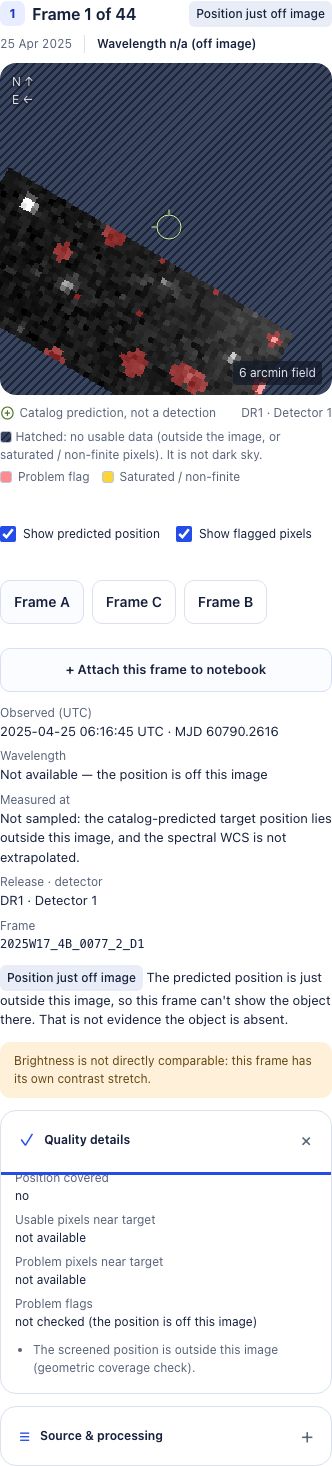 1 Frame 1 of 44 Position just off image
25 Apr 2025 Wavelength n/a (off image)
N ↑
E ←
6 arcmin field
Catalog prediction, not a detection DR1 · Detector 1
Hatched: no usable data (outside the image, or
saturated / non-finite pixels). It is not dark sky.
Problem flag Saturated / non-finite
Show predicted position Show flagged pixels
Frame A Frame C Frame B
+ Attach this frame to notebook
Observed (UTC)
2025-04-25 06:16:45 UTC · MJD 60790.2616
Wavelength
Not available — the position is off this image
Measured at
Not sampled: the catalog-predicted target position lies
outside this image, and the spectral WCS is not
extrapolated.
Release · detector
DR1 · Detector 1
Frame
2025W17_4B_0077_2_D1
Position just off image The predicted position is just
outside this image, so this frame can't show the object
there. That is not evidence the object is absent.
Brightness is not directly comparable: this frame has
its own contrast stretch.
Quality details ×
Position covered
no
Usable pixels near target
not available
Problem pixels near target
not available
Problem flags
not checked (the position is off this image)
• The screened position is outside this image
(geometric coverage check).
Source & processing +